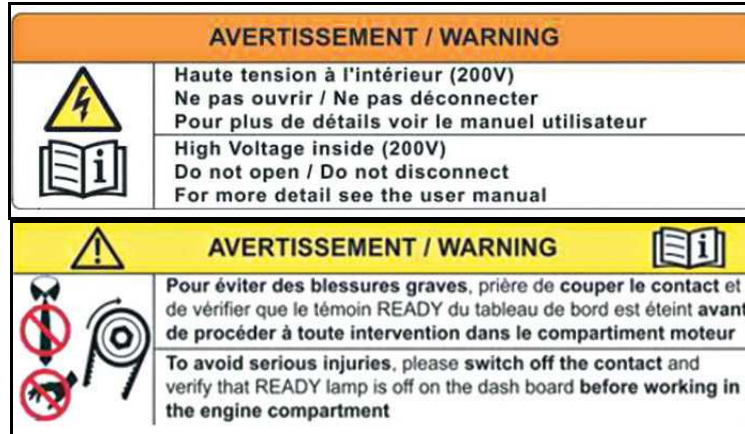 AVERTISSEMENT / WARNING
Haute tension à l'intérieur (200V)
Ne pas ouvrir / Ne pas déconnecter
Pour plus de détails voir le manuel utilisateur
High Voltage inside (200V)
Do not open / Do not disconnect
For more detail see the user manual
AVERTISSEMENT / WARNING
Pour éviter des blessures graves, prière de couper le contact et
de vérifier que le témoin READY du tableau de bord est éteint avant
de procéder à toute intervention dans le compartiment moteur
To avoid serious injuries, please switch off the contact and
verify that READY lamp is off on the dash board before working in
the engine compartment